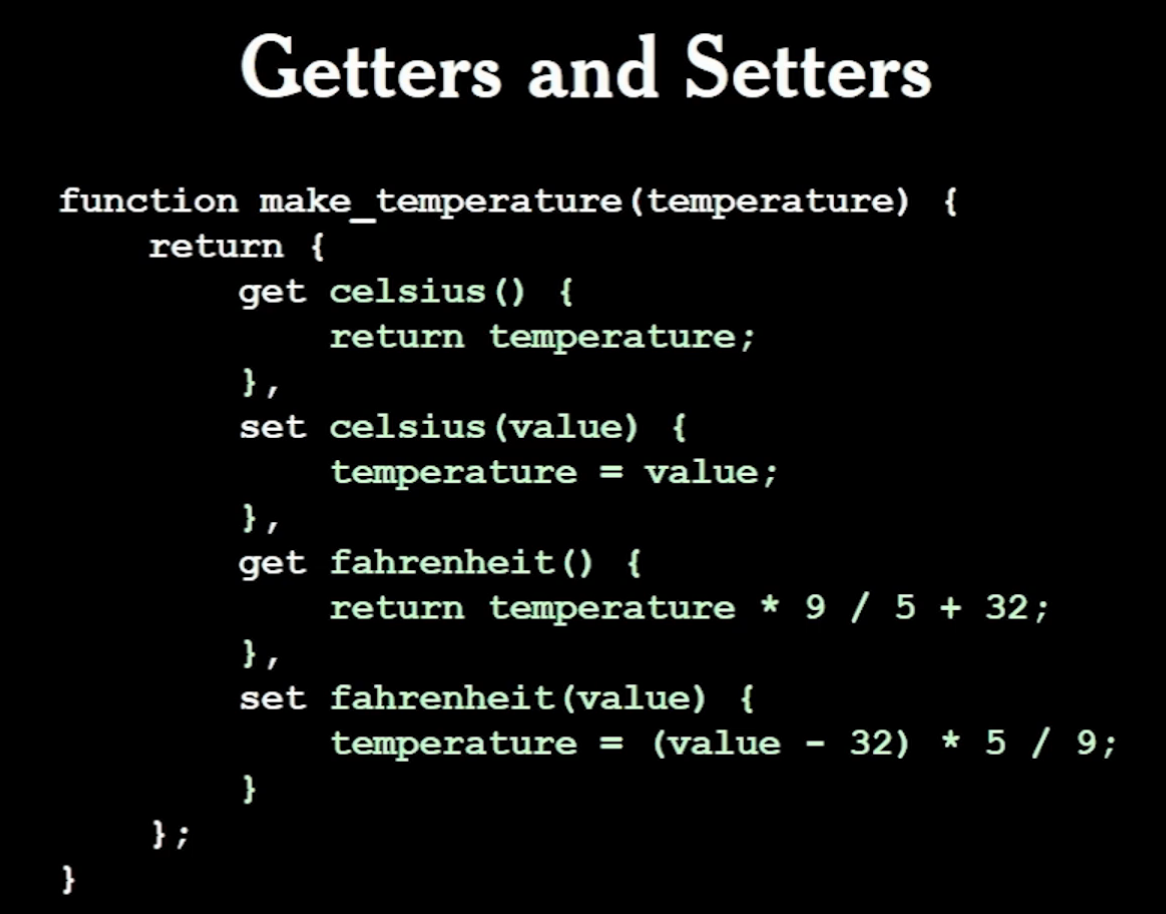 Getters and Setters
function make_temperature(temperature) {
    return {
        get celsius() {
            return temperature;
        },
        set celsius(value) {
            temperature = value;
        },
        get fahrenheit() {
            return temperature * 9 / 5 + 32;
        },
        set fahrenheit(value) {
            temperature = (value - 32) * 5 / 9;
        }
    };
}